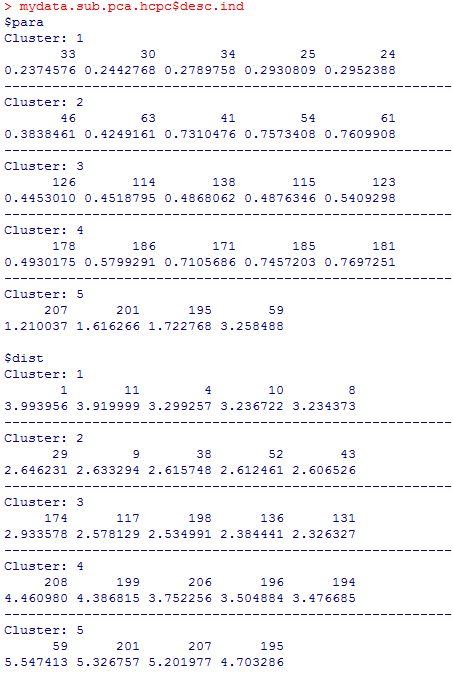 > mydata.sub.pca.hcpc$desc.ind
$para
Cluster: 1
       33        30        34        25        24
0.2374576 0.2442768 0.2789758 0.2930809 0.2952388
--------------------------------------------------------
Cluster: 2
       46        63        41        54        61
0.3838461 0.4249161 0.7310476 0.7573408 0.7609908
--------------------------------------------------------
Cluster: 3
      126       114       138       115       123
0.4453010 0.4518795 0.4868062 0.4876346 0.5409298
--------------------------------------------------------
Cluster: 4
      178       186       171       185       181
0.4930175 0.5799291 0.7105686 0.7457203 0.7697251
--------------------------------------------------------
Cluster: 5
     207      201      195       59
1.210037 1.616266 1.722768 3.258488

$dist
Cluster: 1
       1       11        4       10        8
3.993956 3.919999 3.299257 3.236722 3.234373
--------------------------------------------------------
Cluster: 2
      29        9       38       52       43
2.646231 2.633294 2.615748 2.612461 2.606526
--------------------------------------------------------
Cluster: 3
     174      117      198      136      131
2.933578 2.578129 2.534991 2.384441 2.326327
--------------------------------------------------------
Cluster: 4
     208      199      206      196      194
4.460980 4.386815 3.752256 3.504884 3.476685
--------------------------------------------------------
Cluster: 5
      59      201      207      195
5.547413 5.326757 5.201977 4.703286